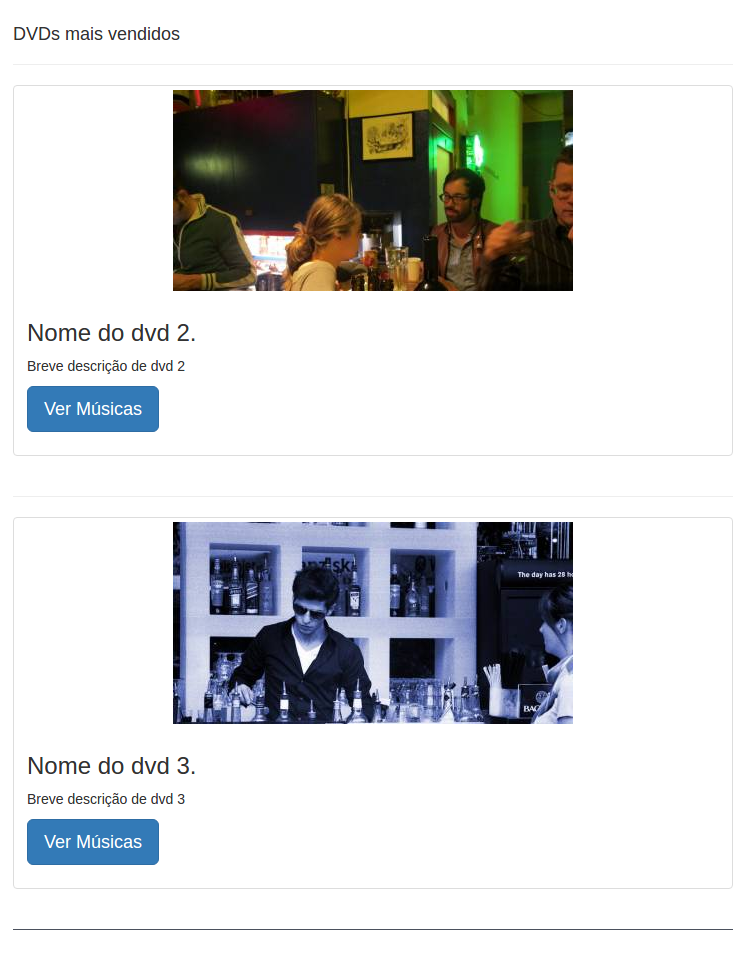 DVDs mais vendidos
Nome do dvd 2.
Breve descrição de dvd 2
Ver Músicas
The day has 28 ho
Nome do dvd 3.
Breve descrição de dvd 3
Ver Músicas